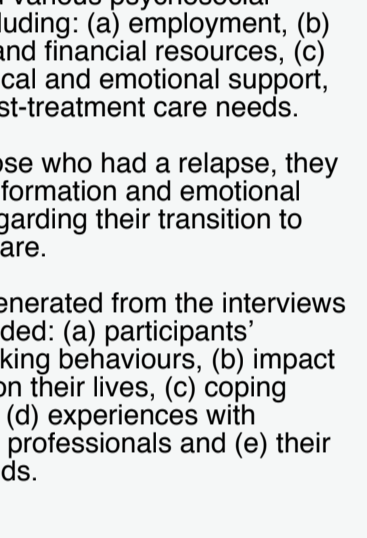 various psychosocial
luding: (a) employment, (b)
and financial resources, (c)
cal and emotional support,
st-treatment care needs.
ose who had a relapse, they
formation and emotional
garding their transition to
are.
enerated from the interviews
ded: (a) participants’
king behaviours, (b) impact
on their lives, (c) coping
(d) experiences with
professionals and (e) their
ds.